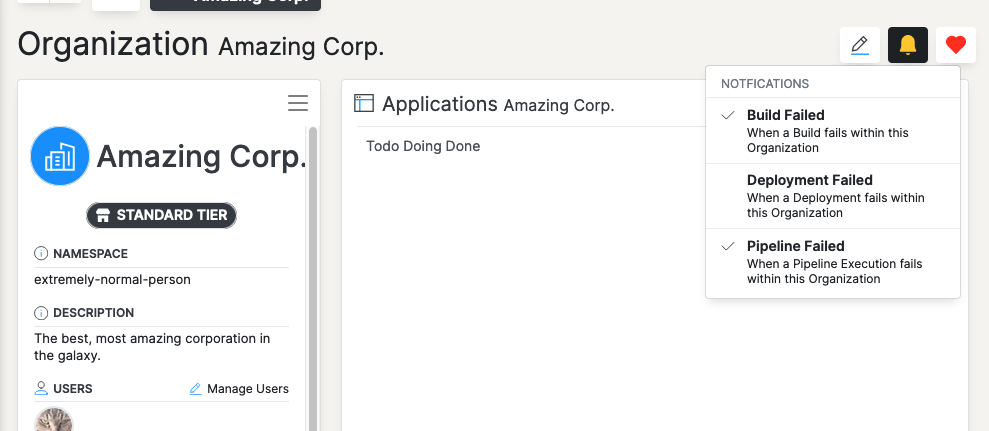 Amazing Corp.
Organization Amazing Corp.
NOTFICATIONS
Build Failed
When a Build fails within this
Organization
Deployment Failed
When a Deployment fails within
this Organization
Pipeline Failed
When a Pipeline Execution fails
within this Organization
Amazing Corp.
STANDARD TIER
NAMESPACE
extremely-normal-person
DESCRIPTION
The best, most amazing corporation in
the galaxy.
USERS
Manage Users
Applications Amazing Corp.
Todo Doing Done